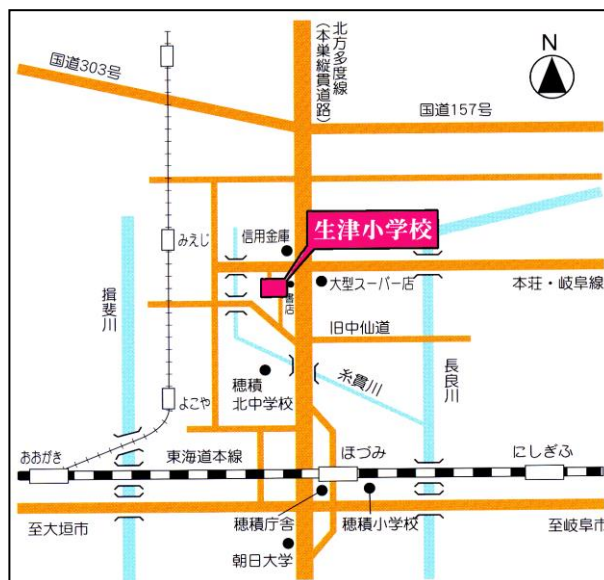 国道303号
北方多度線
(本巣縦貫道路)
N
国道157号
生津小学校
信用金庫
みえじ
書店
大型スーパー店
本荘・岐阜線
揖斐川
旧中仙道
長良川
糸貫川
穂積
北中学校
よこや
おおがき
東海道本線
ほづみ
にしぎふ
至大垣市
穂積庁舎
穂積小学校
至岐阜市
朝日大学